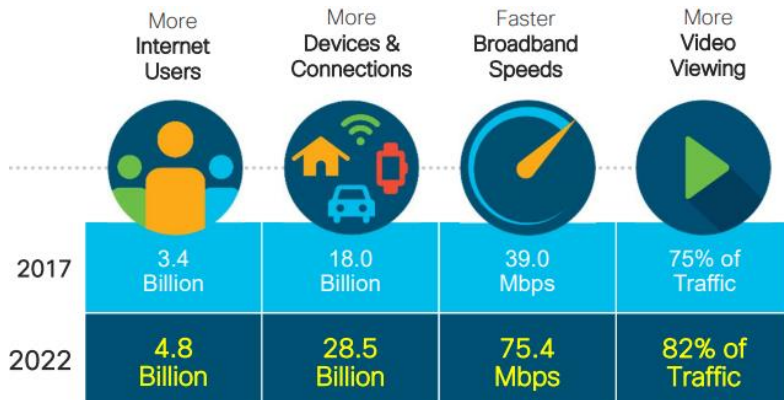 More
Internet
Users
More
Devices &
Connections
Faster
Broadband
Speeds
More
Video
Viewing
2017
3.4
Billion
18.0
Billion
39.0
Mbps
75% of
Traffic
2022
4.8
Billion
28.5
Billion
75.4
Mbps
82% of
Traffic